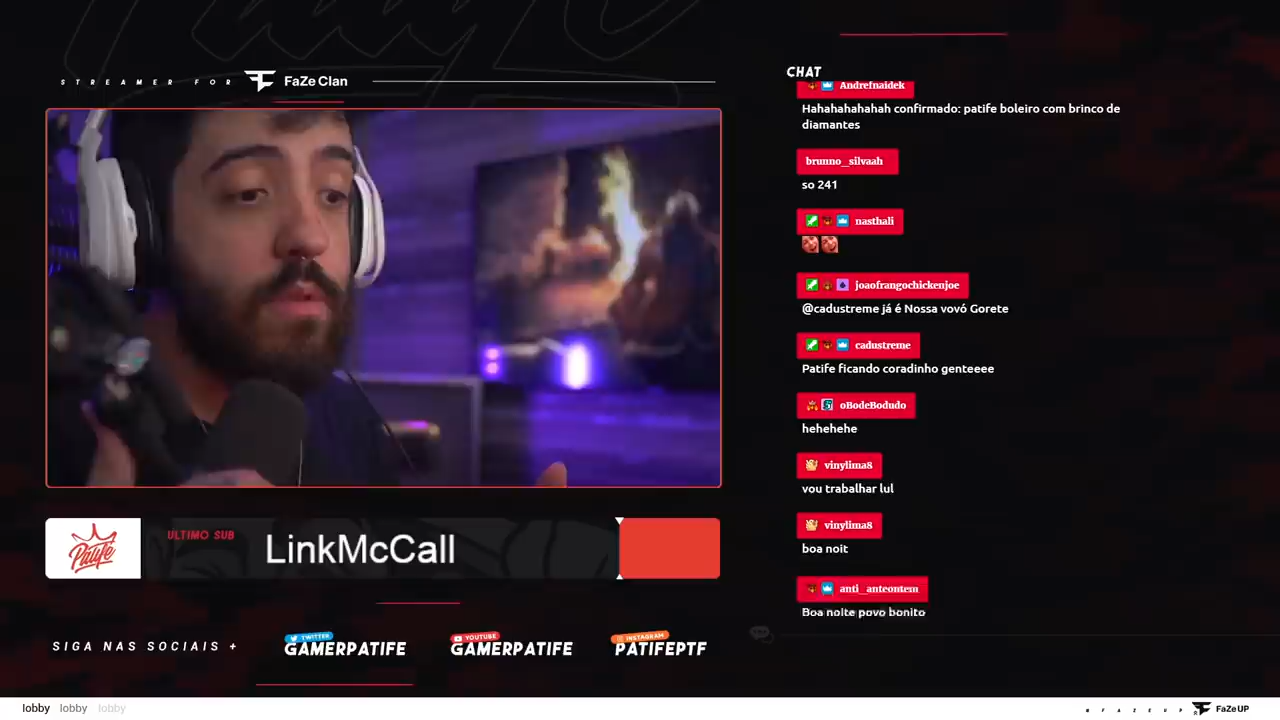 STREAMER FOR FaZe Clan
CHAT
Andrefnaidek
Hahahahahahah confirmado: patife boleiro com brinco de
diamantes
brunno_silvaah
so 241
nasthali
joaofrangochickenjoe
@cadustreme já é Nossa vovó Gorete
cadustreme
Patife ficando coradinho genteeee
oBodeBodudo
hehehehe
vinylima8
vou trabalhar lul
vinylima8
boa noit
anti_anteontem
Boa noite povo bonito
Patife
ULTIMO SUB
LinkMcCall
SIGA NAS SOCIAIS +
TWITTER
GAMERPATIFE
YOUTUBE
GAMERPATIFE
INSTAGRAM
PATIFEPTF
lobby lobby lobby
#FAZEUP FaZeUP